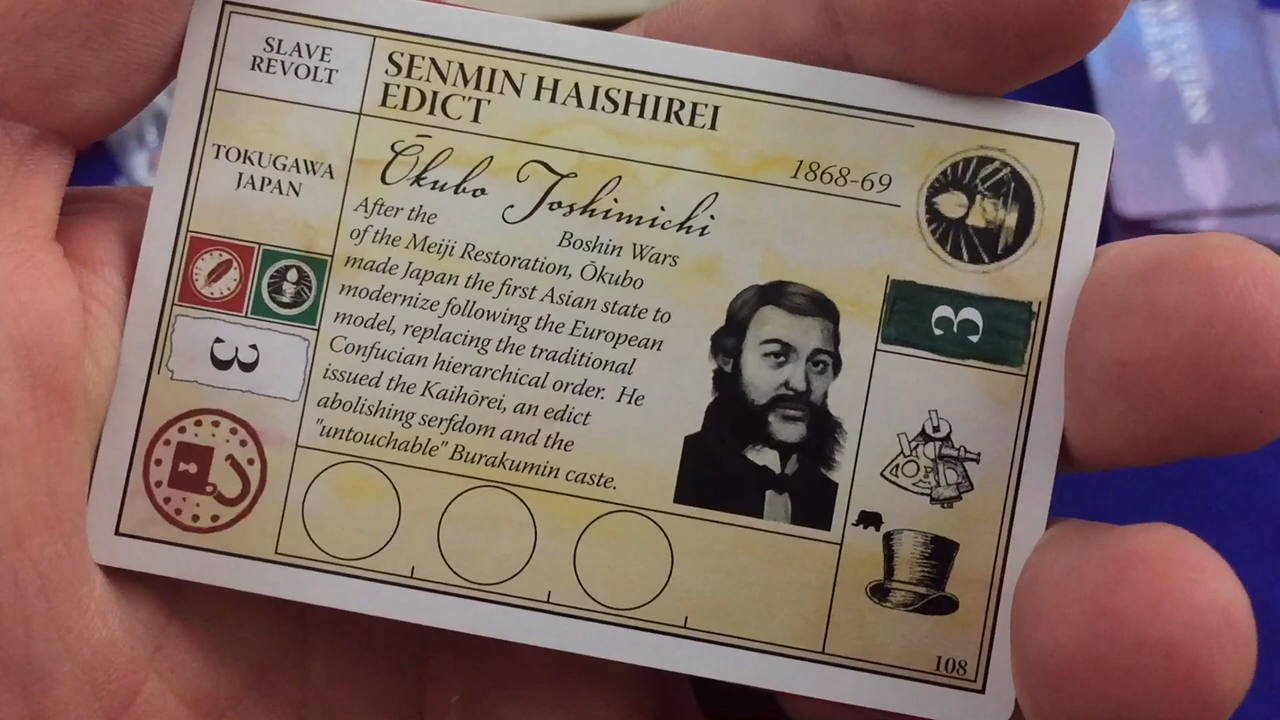 SLAVE
REVOLT
SENMIN HAISHIREI
EDICT
1868-69
TOKUGAWA
JAPAN
Ōkubo Toshimichi
After the Boshin Wars
of the Meiji Restoration, Ōkubo
made Japan the first Asian state to
modernize following the European
model, replacing the traditional
Confucian hierarchical order. He
issued the Kaihōrei, an edict
abolishing serfdom and the
"untouchable" Burakumin caste.
3
3
108